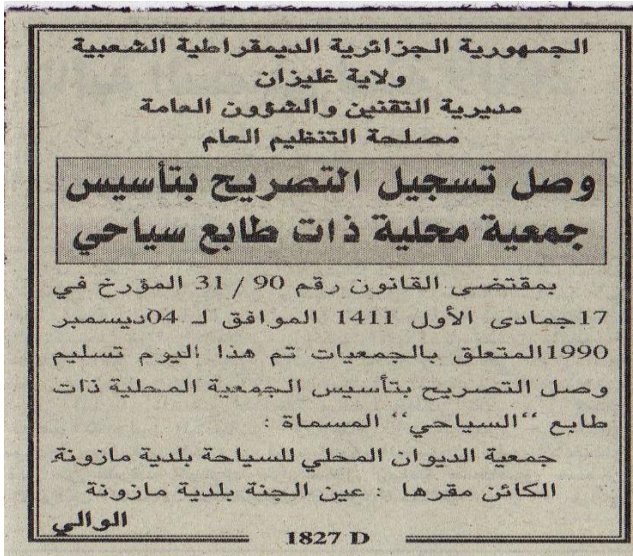 الجمهورية الجزائرية الديمقراطية الشعبية
ولاية غليزان
مديرية التقنين والشؤون العامة
مصلحة التنظيم العام
وصل تسجيل التصريح بتأسيس
جمعية محلية ذات طابع سياحي
بمقتضى القانون رقم 90 / 31 المؤرخ في
17جمادى الأول 1411 الموافق لـ 04ديسمبر
1990المتعلق بالجمعيات تم هذا اليوم تسليم
وصل التصريح بتأسيس الجمعية المحلية ذات
طابع ‘‘السياحي’’ المسماة :
جمعية الديوان المحلي للسياحة بلدية مازونة
الكائن مقرها : عين الجنة بلدية مازونة
الوالي
1827 D